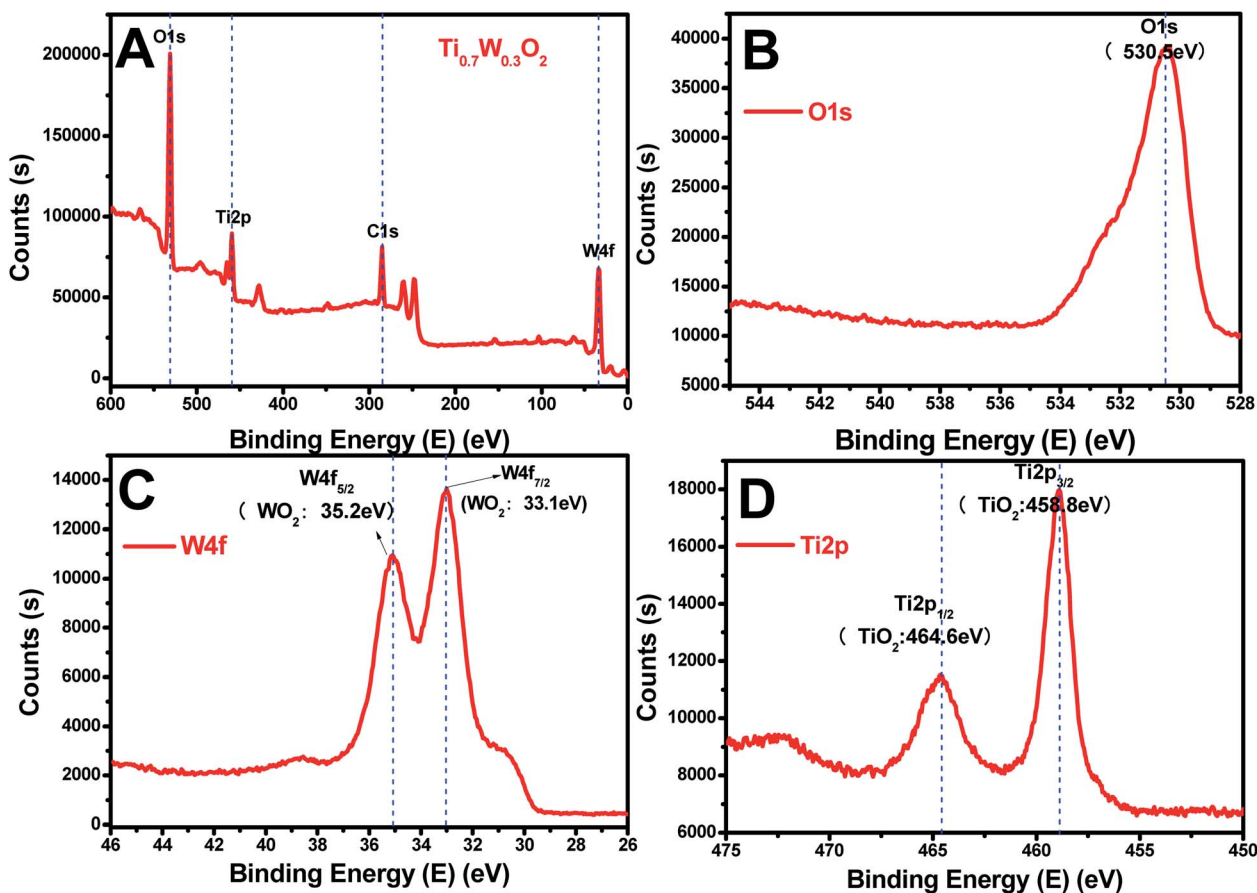 A
O1s
Ti0.7W0.3O2
Ti2p
C1s
W4f
200000
150000
100000
50000
0
600 500 400 300 200 100 0
Counts (s)
Binding Energy (E) (eV)
B
O1s
( 530.5eV)
O1s
40000
35000
30000
25000
20000
15000
10000
5000
544 542 540 538 536 534 532 530 528
Counts (s)
Binding Energy (E) (eV)
C
W4f5/2
( WO2: 35.2eV)
W4f7/2
(WO2: 33.1eV)
W4f
14000
12000
10000
8000
6000
4000
2000
0
46 44 42 40 38 36 34 32 30 28 26
Counts (s)
Binding Energy (E) (eV)
D
Ti2p3/2
( TiO2:458.8eV)
Ti2p
Ti2p1/2
( TiO2:464.6eV)
18000
16000
14000
12000
10000
8000
6000
475 470 465 460 455 450
Counts (s)
Binding Energy (E) (eV)